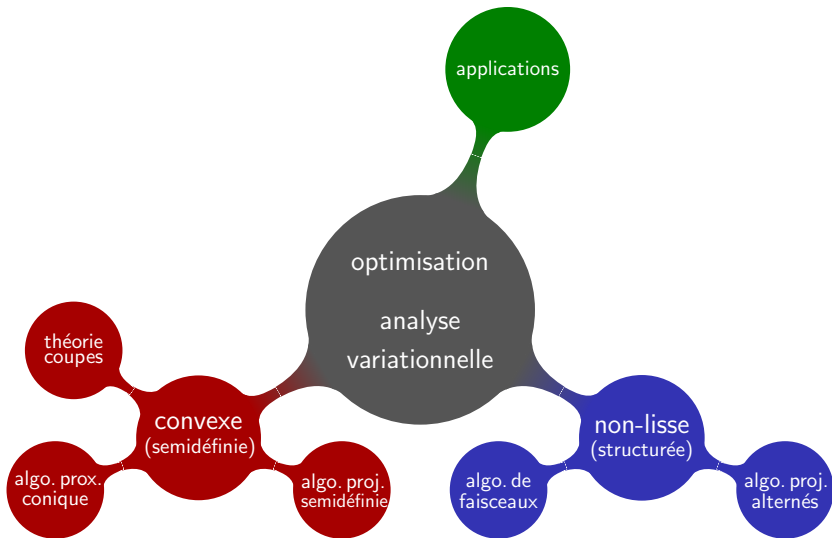 applications
optimisation
analyse
variationnelle
théorie
coupes
convexe
(semidéfinie)
algo. prox.
conique
algo. proj.
semidéfinie
non-lisse
(structurée)
algo. de
faisceaux
algo. proj.
alternés